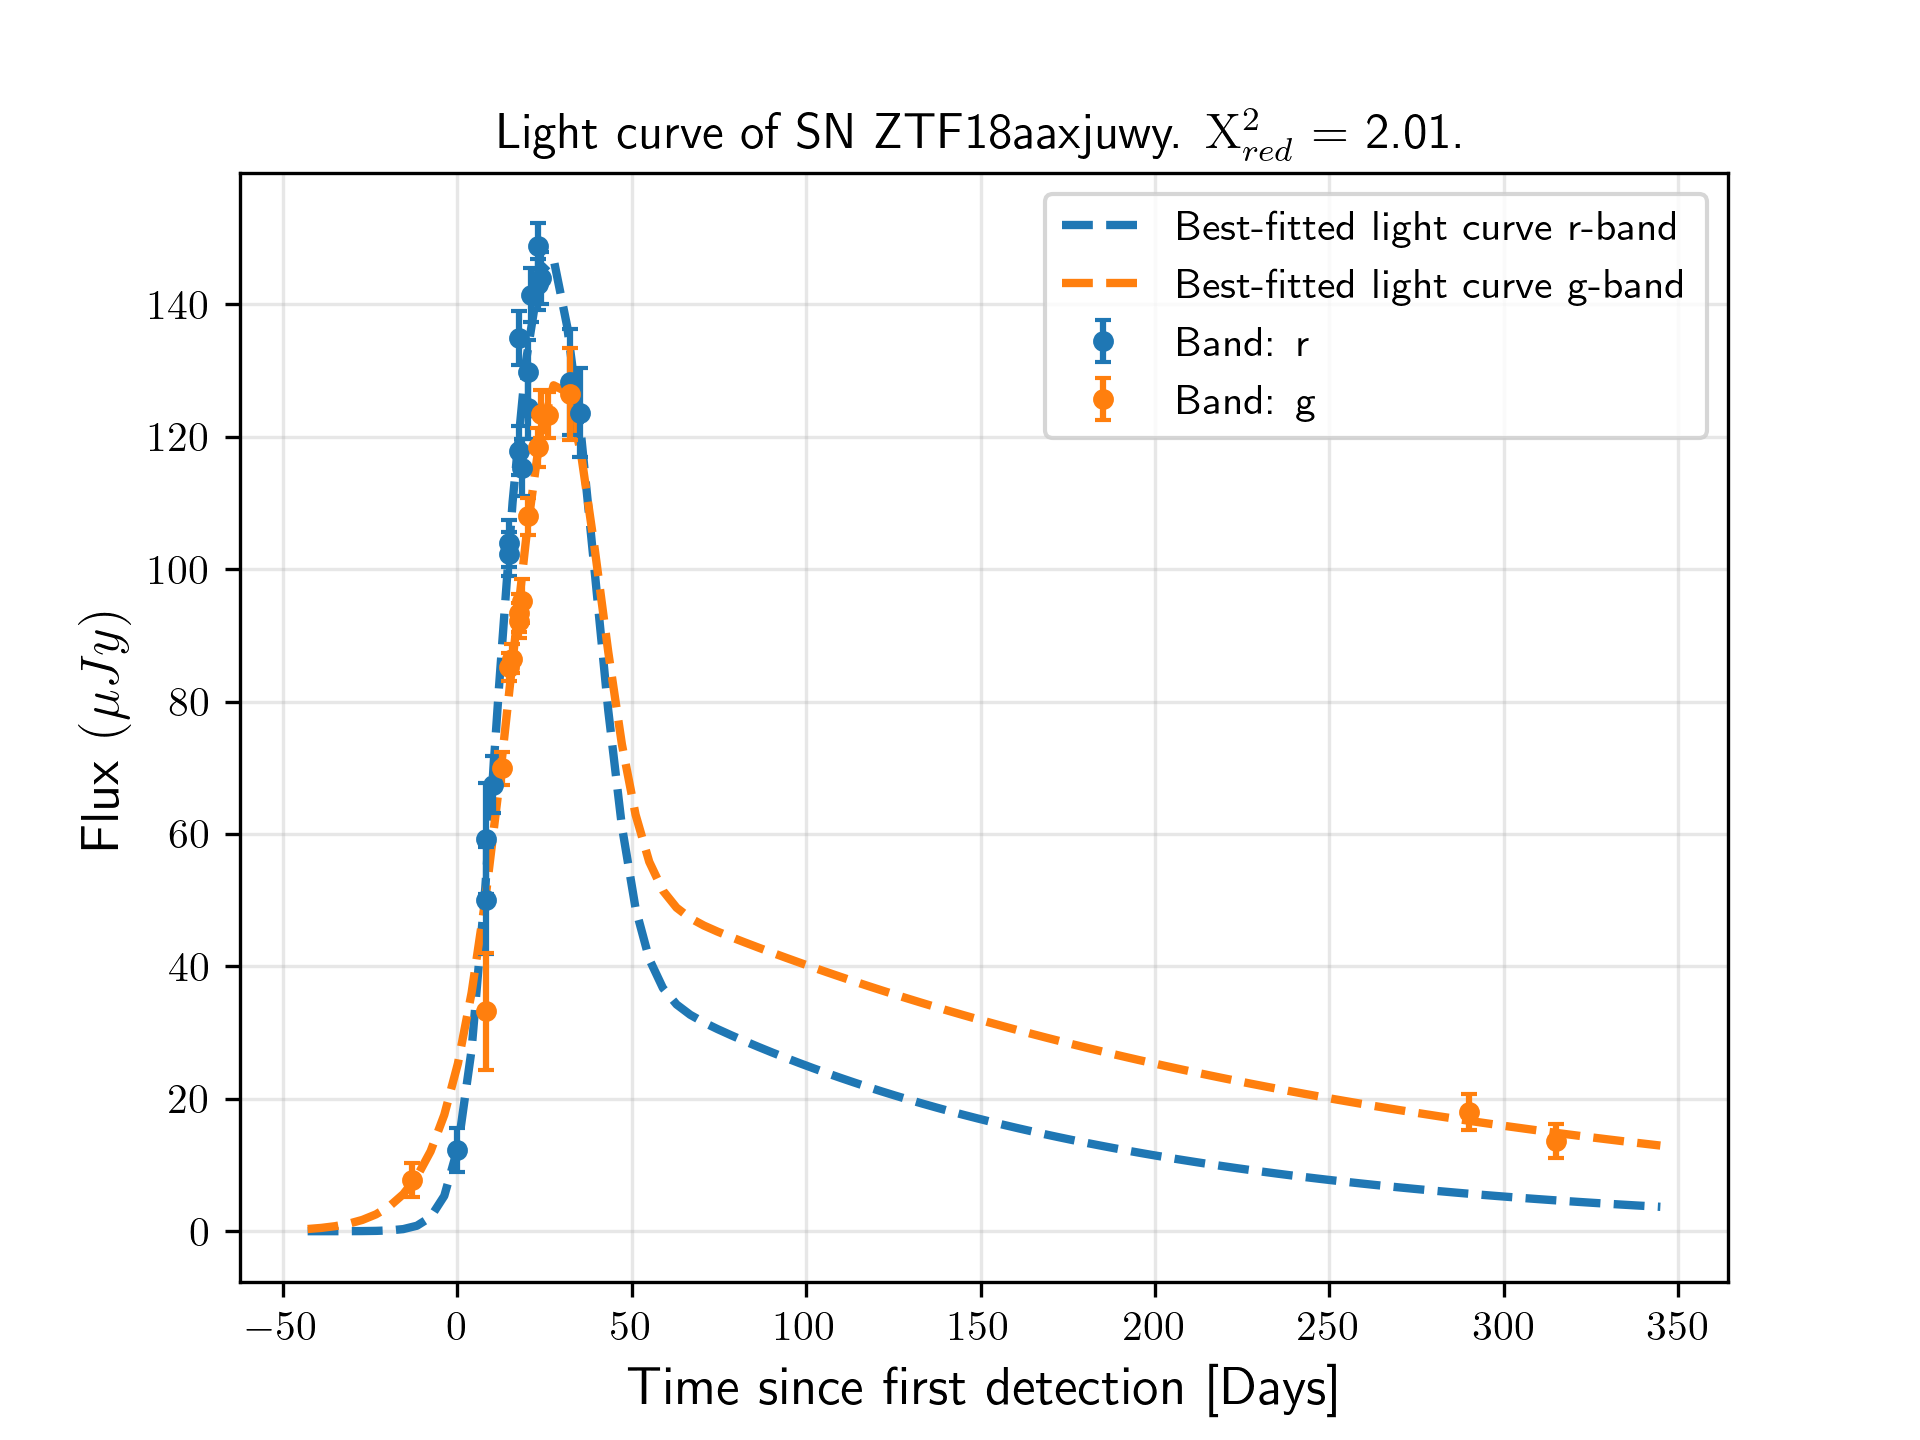 Light curve of SN ZTF18aaxjuwy. X²_red = 2.01.
Best-fitted light curve r-band
Best-fitted light curve g-band
Band: r
Band: g
Flux (μJy)
140
120
100
80
60
40
20
0
−50 0 50 100 150 200 250 300 350
Time since first detection [Days]